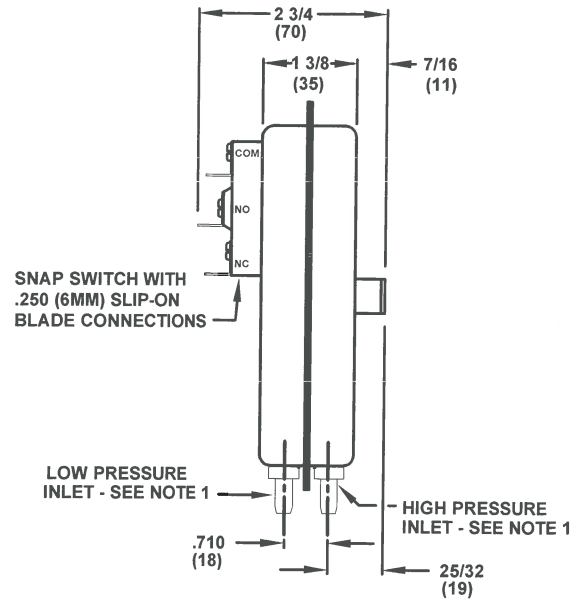 2 3/4
(70)
1 3/8
(35)
7/16
(11)
COM
NO
NC
SNAP SWITCH WITH
.250 (6MM) SLIP-ON
BLADE CONNECTIONS
LOW PRESSURE
INLET - SEE NOTE 1
HIGH PRESSURE
INLET - SEE NOTE 1
.710
(18)
25/32
(19)